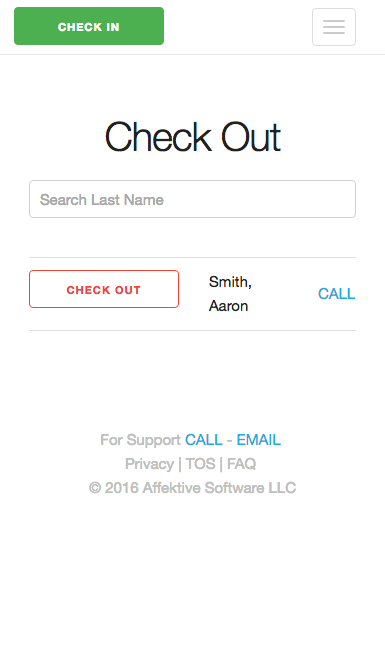 CHECK IN
Check Out
Search Last Name
CHECK OUT
Smith,
Aaron
CALL
For Support CALL - EMAIL
Privacy | TOS | FAQ
© 2016 Affektive Software LLC